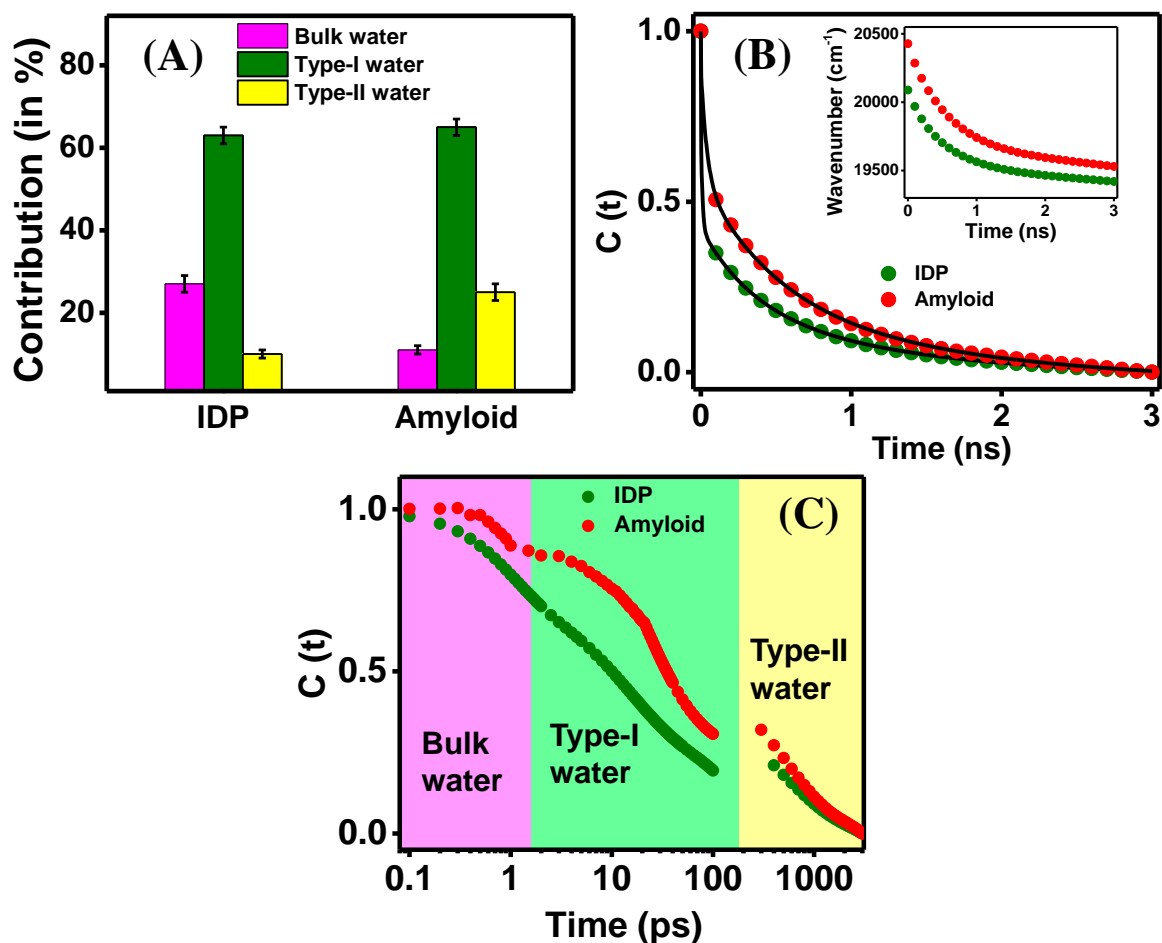 (A)
Bulk water
Type-I water
Type-II water
Contribution (in %)
80
60
40
20
IDP
Amyloid
(B)
C (t)
1.0
0.5
0.0
0
1
2
3
Time (ns)
IDP
Amyloid
Wavenumber (cm⁻¹)
20500
20000
19500
0
1
2
3
Time (ns)
(C)
IDP
Amyloid
C (t)
1.0
0.5
0.0
Bulk
water
Type-I
water
Type-II
water
0.1
1
10
100
1000
Time (ps)